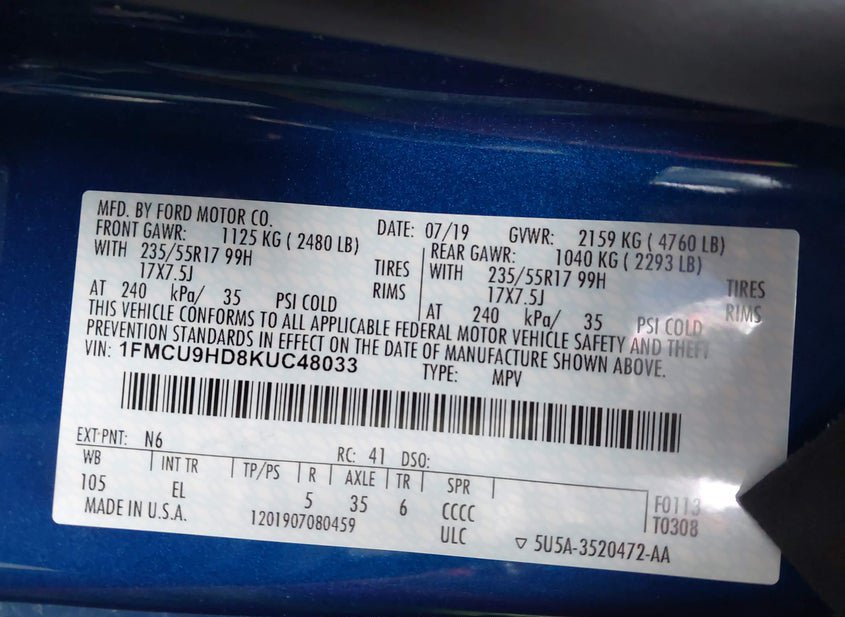 MFD. BY FORD MOTOR CO. DATE: 07/19 GVWR: 2159 KG ( 4760 LB)
FRONT GAWR: 1125 KG ( 2480 LB) REAR GAWR: 1040 KG ( 2293 LB)
WITH 235/55R17 99H TIRES WITH 235/55R17 99H TIRES
17X7.5J RIMS 17X7.5J RIMS
AT 240 kPa/ 35 PSI COLD AT 240 kPa/ 35 PSI COLD
THIS VEHICLE CONFORMS TO ALL APPLICABLE FEDERAL MOTOR VEHICLE SAFETY AND THEFT
PREVENTION STANDARDS IN EFFECT ON THE DATE OF MANUFACTURE SHOWN ABOVE.
VIN: 1FMCU9HD8KUC48033 TYPE: MPV
EXT PNT: N6 RC: 41 DSO:
WB INT TR TP/PS R AXLE TR SPR F0113
105 EL 5 35 6 CCCC T0308
MADE IN U.S.A. 1201907080459 ULC ▽ 5U5A-3520472-AA